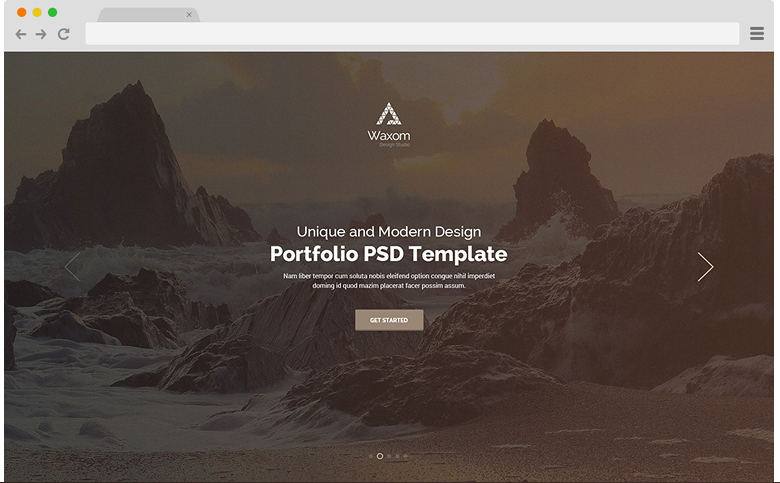 Waxom
Design Studio
Unique and Modern Design
Portfolio PSD Template
Nam liber tempor cum soluta nobis eleifend option congue nihil imperdiet
doming id quod mazim placerat facer possim assum.
GET STARTED